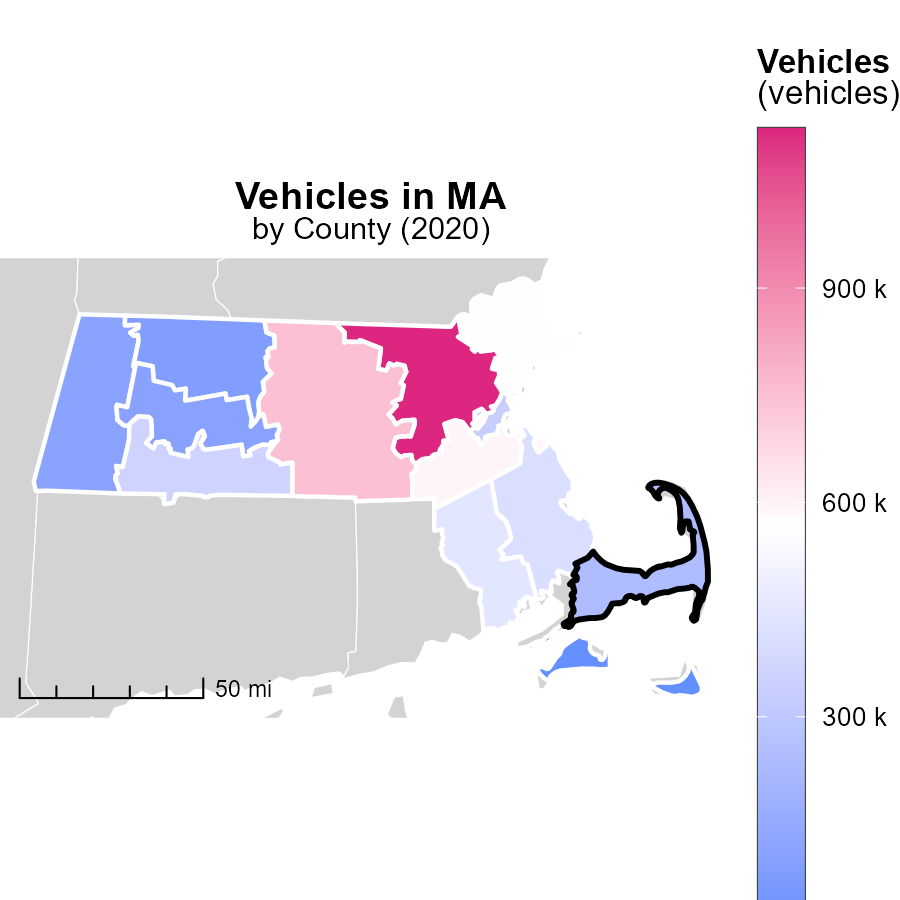 Vehicles
(vehicles)
Vehicles in MA
by County (2020)
900 k
600 k
300 k
50 mi